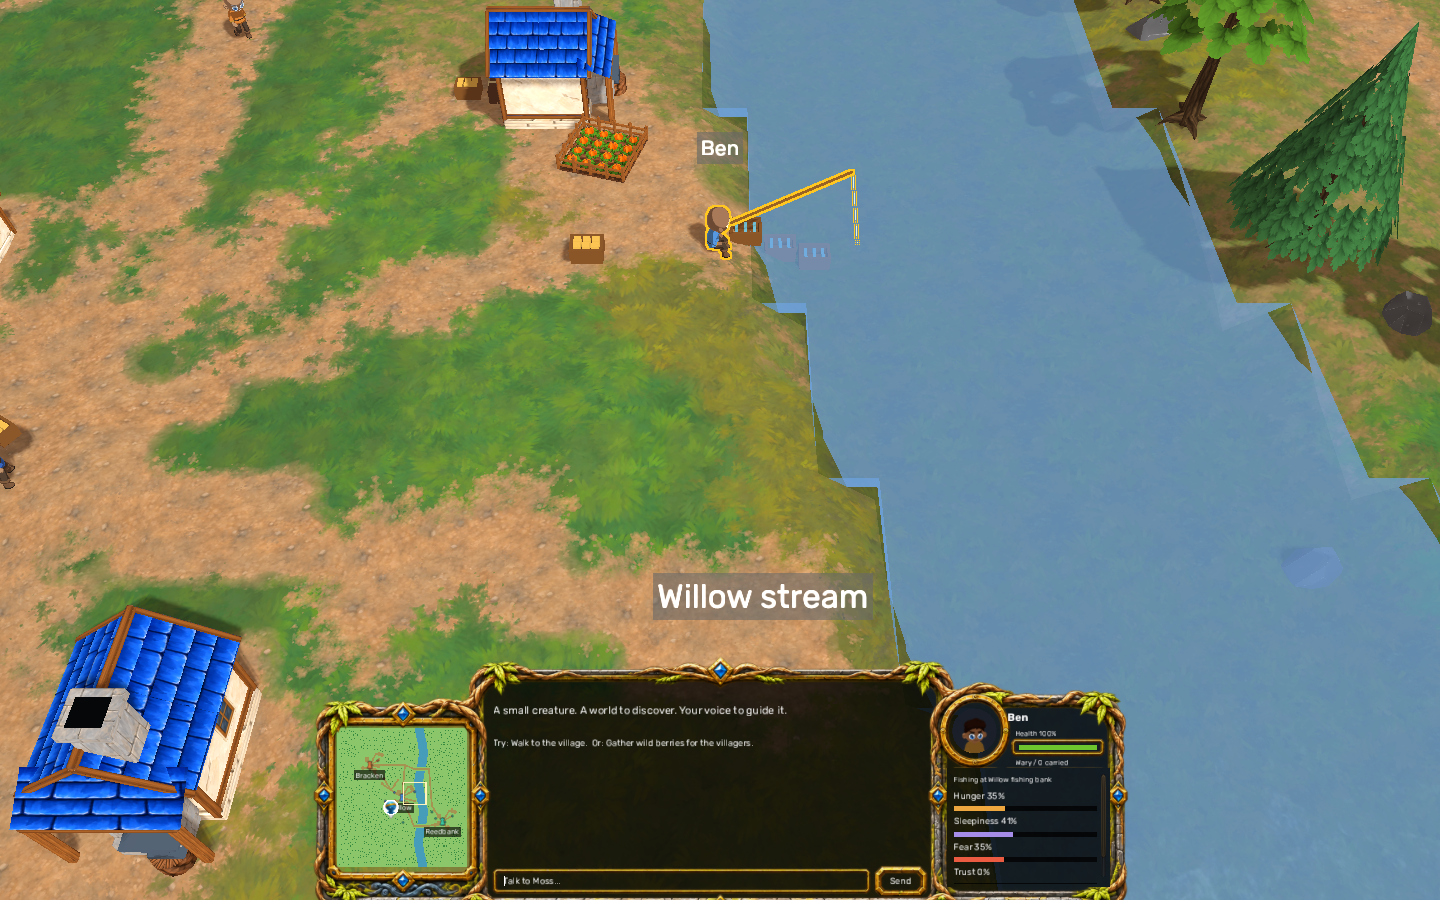 Ben
Willow stream
A small creature. A world to discover. Your voice to guide it.
Try: Walk to the village. Or: Gather wild berries for the villagers.
Talk to Moss...
Send
Bracken
Reedbank
Ben
Health 100%
Wary / 0 carried
Fishing at Willow fishing bank
Hunger 35%
Sleepiness 41%
Fear 35%
Trust 0%